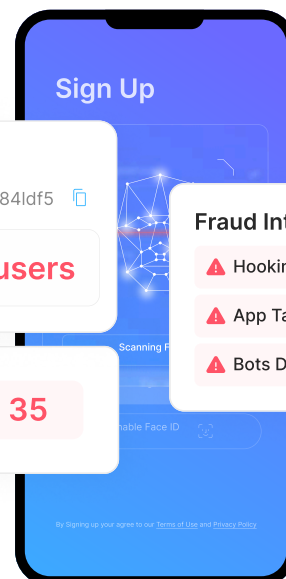 Sign Up
84ldf5
users
35
Fraud Int
Hookin
App Ta
Bots D
Scanning F
nable Face ID
By Signing up your agree to our Terms of Use and Privacy Policy